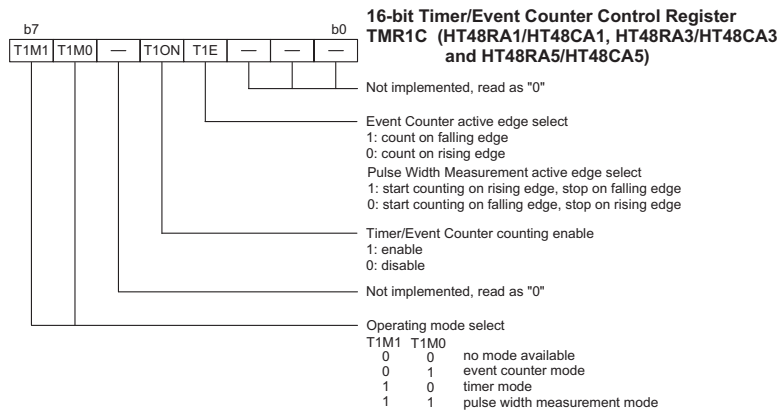 16-bit Timer/Event Counter Control Register
TMR1C (HT48RA1/HT48CA1, HT48RA3/HT48CA3
and HT48RA5/HT48CA5)
b7 b0
T1M1 T1M0 — T1ON T1E — — —
Not implemented, read as "0"
Event Counter active edge select
1: count on falling edge
0: count on rising edge
Pulse Width Measurement active edge select
1: start counting on rising edge, stop on falling edge
0: start counting on falling edge, stop on rising edge
Timer/Event Counter counting enable
1: enable
0: disable
Not implemented, read as "0"
Operating mode select
T1M1 T1M0
0 0 no mode available
0 1 event counter mode
1 0 timer mode
1 1 pulse width measurement mode